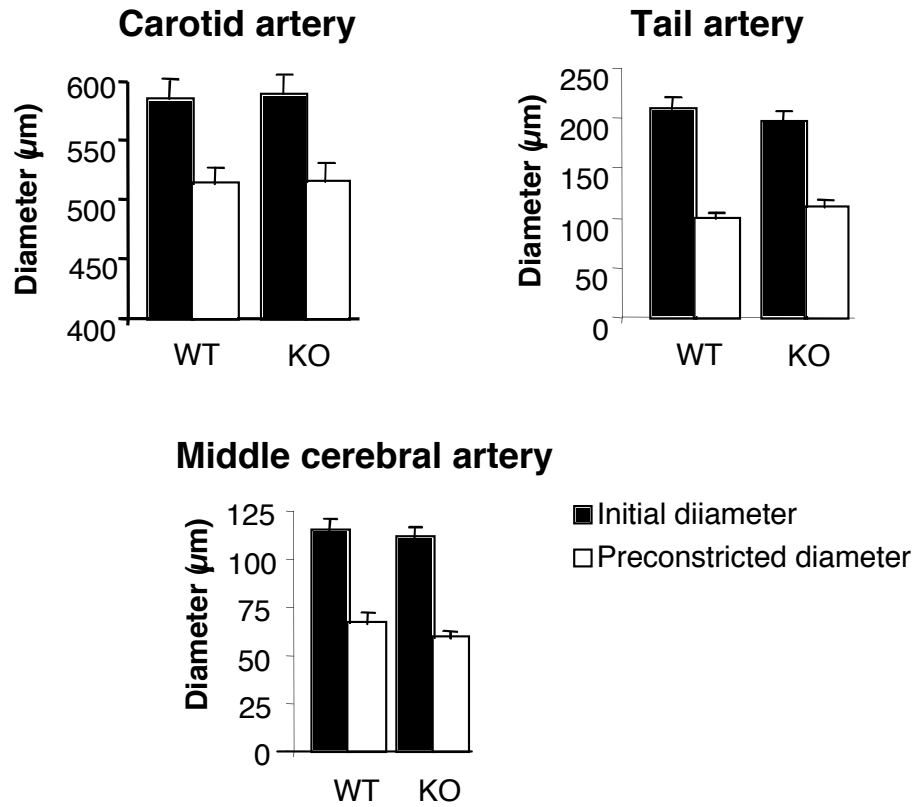 Carotid artery
Diameter (µm)
600
550
500
450
400
WT KO
Tail artery
Diameter (µm)
250
200
150
100
50
0
WT KO
Middle cerebral artery
Diameter (µm)
125
100
75
50
25
0
WT KO
Initial diiameter
Preconstricted diameter